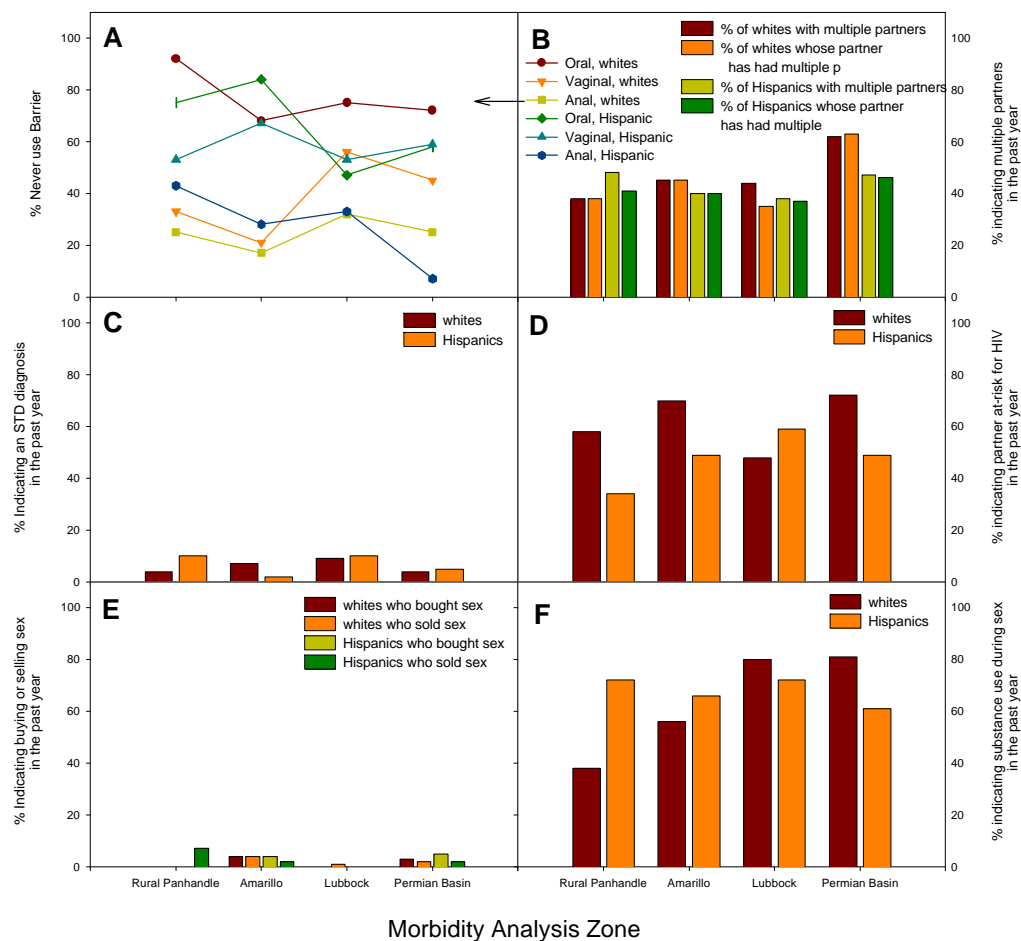 A
% Never use Barrier
100
80
60
40
20
0
Oral, whites
Vaginal, whites
Anal, whites
Oral, Hispanic
Vaginal, Hispanic
Anal, Hispanic
B
% of whites with multiple partners
% of whites whose partner
has had multiple p
% of Hispanics with multiple partners
% of Hispanics whose partner
has had multiple
100
80
60
40
20
0
% indicating multiple partners
in the past year
C
% Indicating an STD diagnosis
in the past year
100
80
60
40
20
0
whites
Hispanics
D
whites
Hispanics
100
80
60
40
20
0
% indicating partner at-risk for HIV
in the past year
E
% Indicating buying or selling sex
in the past year
100
80
60
40
20
0
whites who bought sex
whites who sold sex
Hispanics who bought sex
Hispanics who sold sex
Rural Panhandle
Amarillo
Lubbock
Permian Basin
F
whites
Hispanics
100
80
60
40
20
0
% indicating substance use during sex
in the past year
Rural Panhandle
Amarillo
Lubbock
Permian Basin
Morbidity Analysis Zone